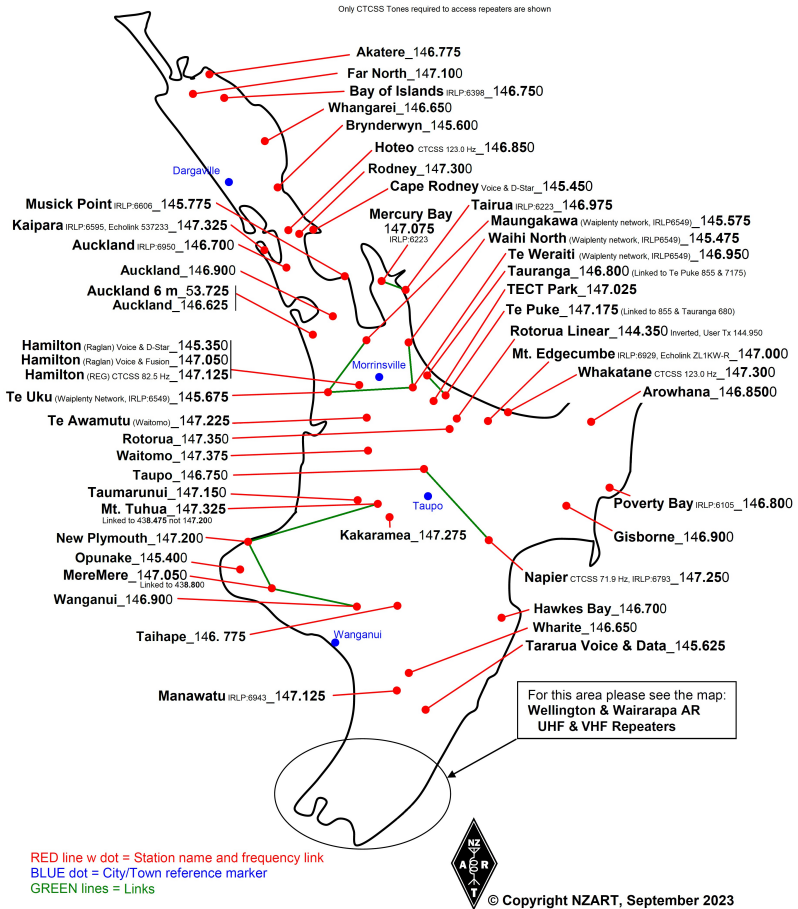 Only CTCSS Tones required to access repeaters are shown
Akatere_146.775
Far North_147.100
Bay of Islands IRLP:6398_146.750
Whangarei_146.650
Brynderwyn_145.600
Hoteo CTCSS 123.0 Hz_146.850
Rodney_147.300
Cape Rodney Voice & D-Star_145.450
Dargaville
Musick Point IRLP:6606_145.775
Kaipara IRLP:6595, Echolink 537233_147.325
Auckland IRLP:6950_146.700
Auckland_146.900
Auckland 6 m_53.725
Auckland_146.625
Mercury Bay
147.075
IRLP:6223
Tairua IRLP:6223_146.975
Maungakawa (Waiplenty network, IRLP6549)_145.575
Waihi North (Waiplenty network, IRLP6549)_145.475
Te Weraiti (Waiplenty network, IRLP6549)_146.950
Tauranga_146.800 (Linked to Te Puke 855 & 7175)
TECT Park_147.025
Te Puke_147.175 (Linked to 855 & Tauranga 680)
Rotorua Linear_144.350 Inverted, User Tx 144.950
Mt. Edgecumbe IRLP:6929, Echolink ZL1KW-R_147.000
Whakatane CTCSS 123.0 Hz_147.300
Arowhana_146.8500
Hamilton (Raglan) Voice & D-Star_145.350
Hamilton (Raglan) Voice & Fusion_147.050
Hamilton (REG) CTCSS 82.5 Hz_147.125
Morrinsville
Te Uku (Waiplenty Network, IRLP:6549)_145.675
Te Awamutu (Waitomo)_147.225
Rotorua_147.350
Waitomo_147.375
Taupo_146.750
Taumarunui_147.150
Mt. Tuhua_147.325
Linked to 438.475 not 147.200
Taupo
Kakaramea_147.275
New Plymouth_147.200
Opunake_145.400
MereMere_147.050
Linked to 438.800
Wanganui_146.900
Taihape_146. 775
Wanganui
Manawatu IRLP:6943_147.125
Poverty Bay IRLP:6105_146.800
Gisborne_146.900
Napier CTCSS 71.9 Hz, IRLP:6793_147.250
Hawkes Bay_146.700
Wharite_146.650
Tararua Voice & Data_145.625
For this area please see the map:
Wellington & Wairarapa AR
UHF & VHF Repeaters
RED line w dot = Station name and frequency link
BLUE dot = City/Town reference marker
GREEN lines = Links
NZ
A R
T
© Copyright NZART, September 2023